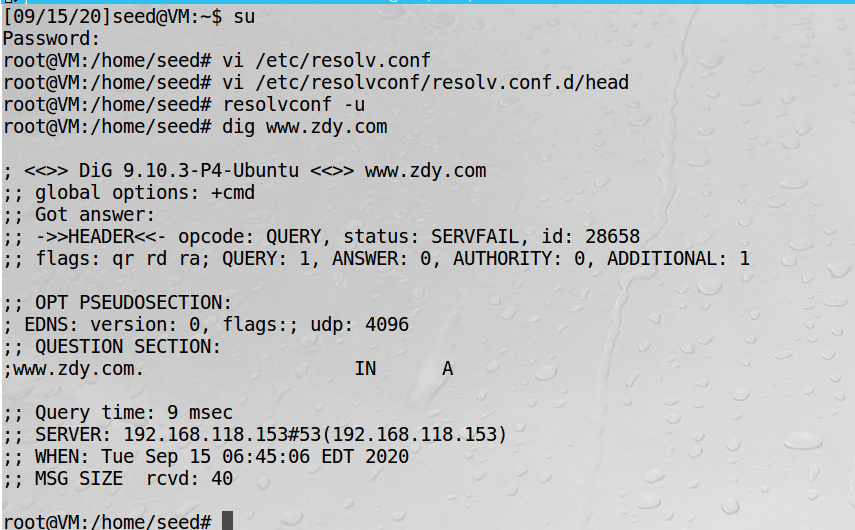 [09/15/20]seed@VM:~$ su
Password:
root@VM:/home/seed# vi /etc/resolv.conf
root@VM:/home/seed# vi /etc/resolvconf/resolv.conf.d/head
root@VM:/home/seed# resolvconf -u
root@VM:/home/seed# dig www.zdy.com

; <<>> DiG 9.10.3-P4-Ubuntu <<>> www.zdy.com
;; global options: +cmd
;; Got answer:
;; ->>HEADER<<- opcode: QUERY, status: SERVFAIL, id: 28658
;; flags: qr rd ra; QUERY: 1, ANSWER: 0, AUTHORITY: 0, ADDITIONAL: 1

;; OPT PSEUDOSECTION:
; EDNS: version: 0, flags:; udp: 4096
;; QUESTION SECTION:
;www.zdy.com.                   IN      A

;; Query time: 9 msec
;; SERVER: 192.168.118.153#53(192.168.118.153)
;; WHEN: Tue Sep 15 06:45:06 EDT 2020
;; MSG SIZE  rcvd: 40

root@VM:/home/seed#